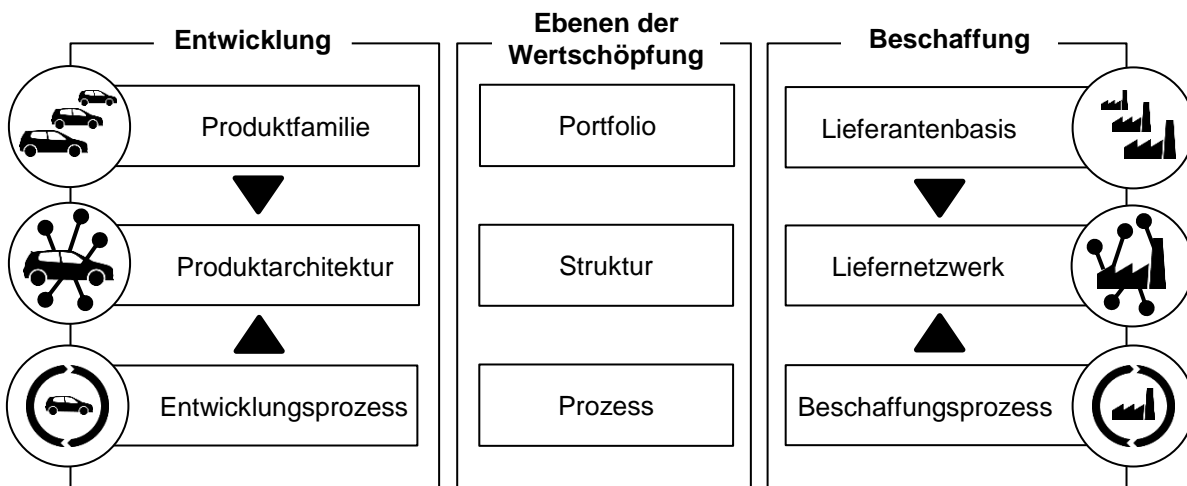 Entwicklung
Ebenen der
Wertschöpfung
Beschaffung
Produktfamilie
Portfolio
Lieferantenbasis
Produktarchitektur
Struktur
Liefernetzwerk
Entwicklungsprozess
Prozess
Beschaffungsprozess